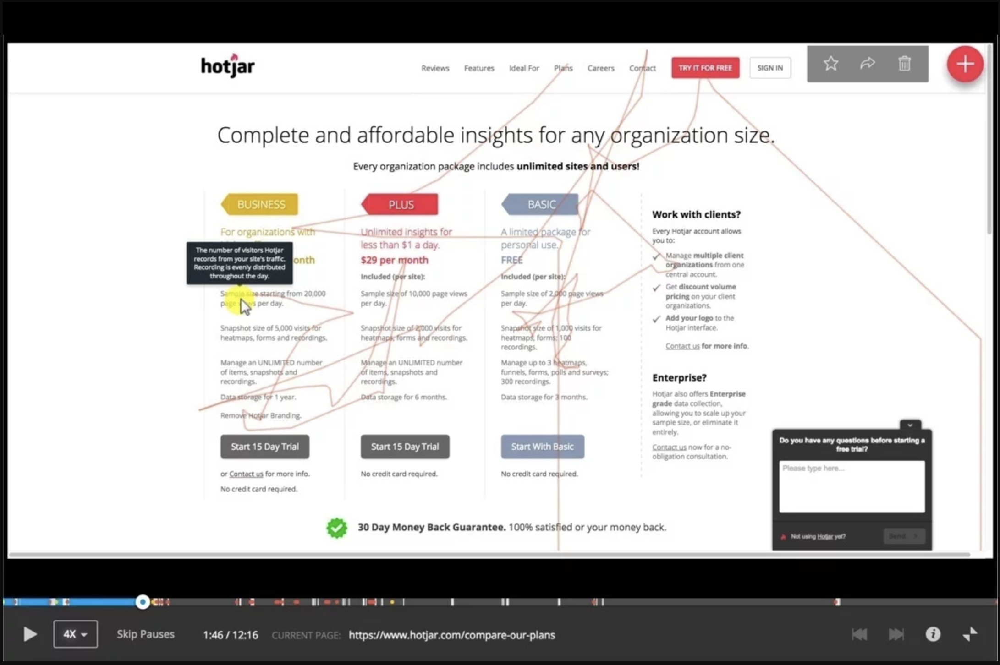 hotjar
Reviews Features Ideal For Plans Careers Contact TRY IT FOR FREE SIGN IN
Complete and affordable insights for any organization size.
Every organization package includes unlimited sites and users!
BUSINESS
For organizations with
onth
The number of visitors Hotjar
records from your site's traffic.
Recording is evenly distributed
throughout the day.
Sample size starting from 20,000
page views per day.
Snapshot size of 5,000 visits for
heatmaps, forms and recordings.
Manage an UNLIMITED number
of items, snapshots and
recordings.
Data storage for 1 year.
Remove Hotjar Branding.
Start 15 Day Trial
or Contact us for more info.
No credit card required.
PLUS
Unlimited insights for
less than $1 a day.
$29 per month
Included (per site):
Sample size of 10,000 page views
per day.
Snapshot size of 2,000 visits for
heatmaps, forms and recordings.
Manage an UNLIMITED number
of items, snapshots and
recordings.
Data storage for 6 months.
Start 15 Day Trial
No credit card required.
BASIC
A limited package for
personal use.
FREE
Included (per site):
Sample size of 2,000 page views
per day.
Snapshot size of 1,000 visits for
heatmaps, forms; 100
recordings.
Manage up to 3 heatmaps,
funnels, forms, polls and surveys;
300 recordings.
Data storage for 3 months.
Start With Basic
No credit card required.
Work with clients?
Every Hotjar account allows
you to:
Manage multiple client
organizations from one
central account.
Get discount volume
pricing on your client
organizations.
Add your logo to the
Hotjar interface.
Contact us for more info.
Enterprise?
Hotjar also offers Enterprise
grade data collection,
allowing you to scale up your
sample size, or eliminate it
entirely.
Contact us now for a no-
obligation consultation.
Do you have any questions before starting a
free trial?
Please type here...
Not using Hotjar yet? Send
30 Day Money Back Guarantee. 100% satisfied or your money back.
4X Skip Pauses 1:46 / 12:16 CURRENT PAGE: https://www.hotjar.com/compare-our-plans